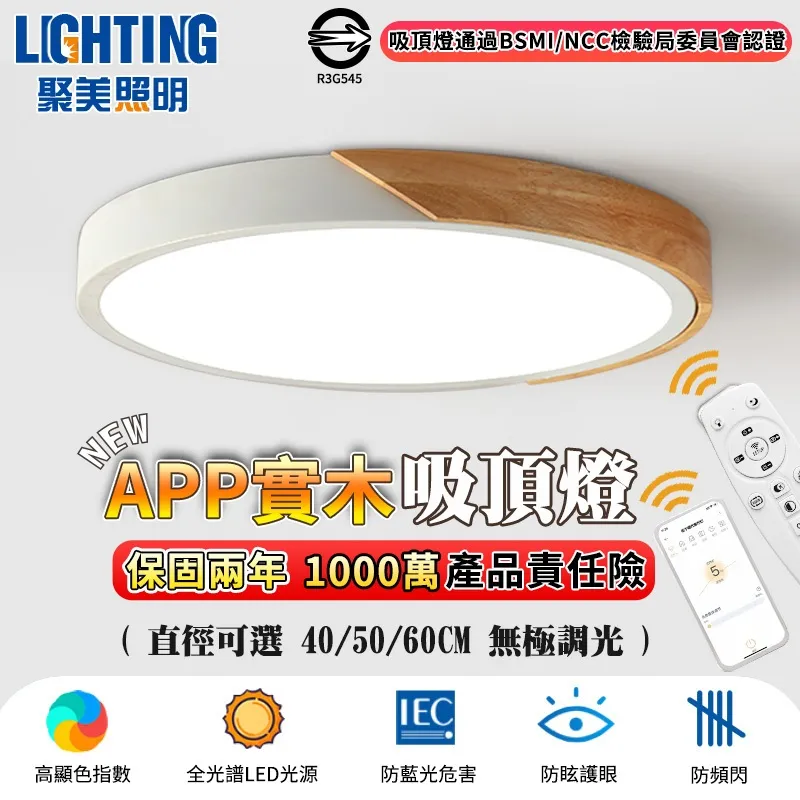 LIGHTING
聚美照明
R3G545
吸頂燈通過BSMI/NCC檢驗局委員會認證
NEW
APP實木吸頂燈
保固兩年 1000萬產品責任險
( 直徑可選 40/50/60CM 無極調光 )
IEC
高顯色指數 全光譜LED光源 防藍光危害 防眩護眼 防頻閃